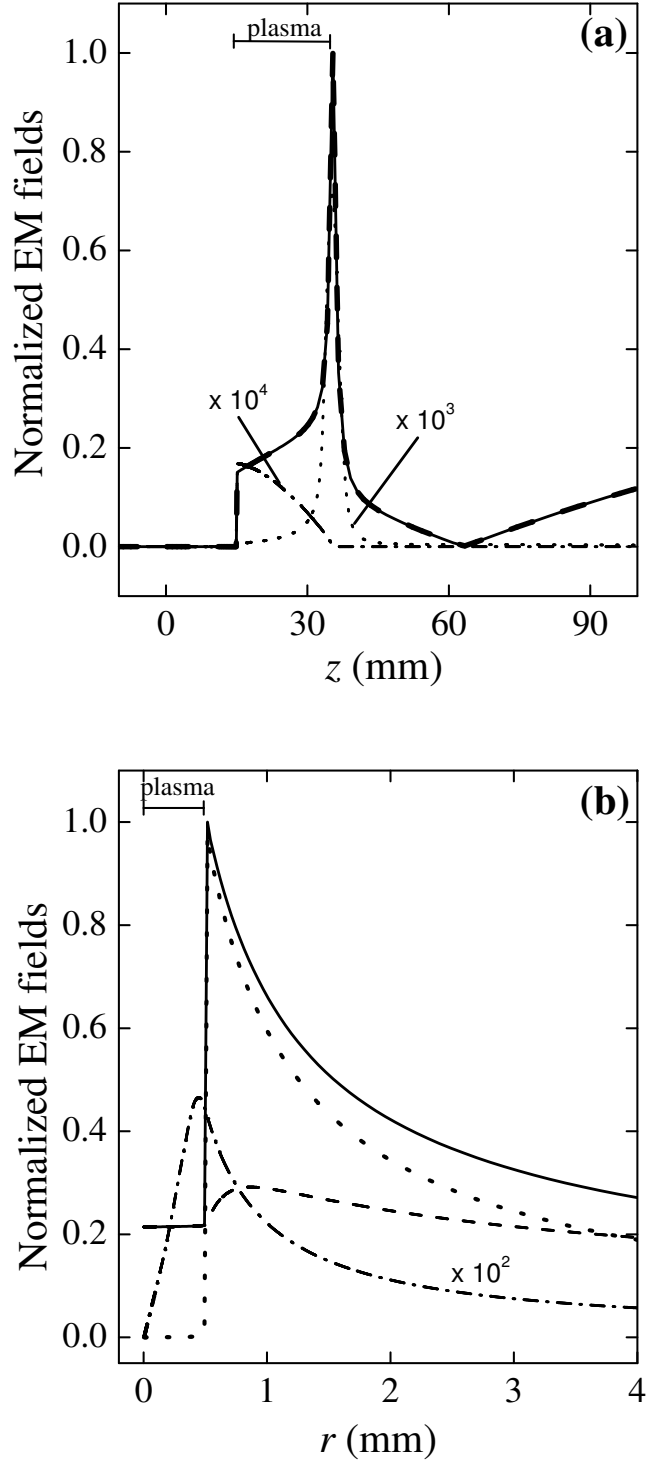 plasma
(a)
1.0
0.8
0.6
0.4
0.2
0.0
Normalized EM fields
x 10⁴
x 10³
0 30 60 90
z (mm)
plasma
(b)
1.0
0.8
0.6
0.4
0.2
0.0
Normalized EM fields
x 10²
0 1 2 3 4
r (mm)